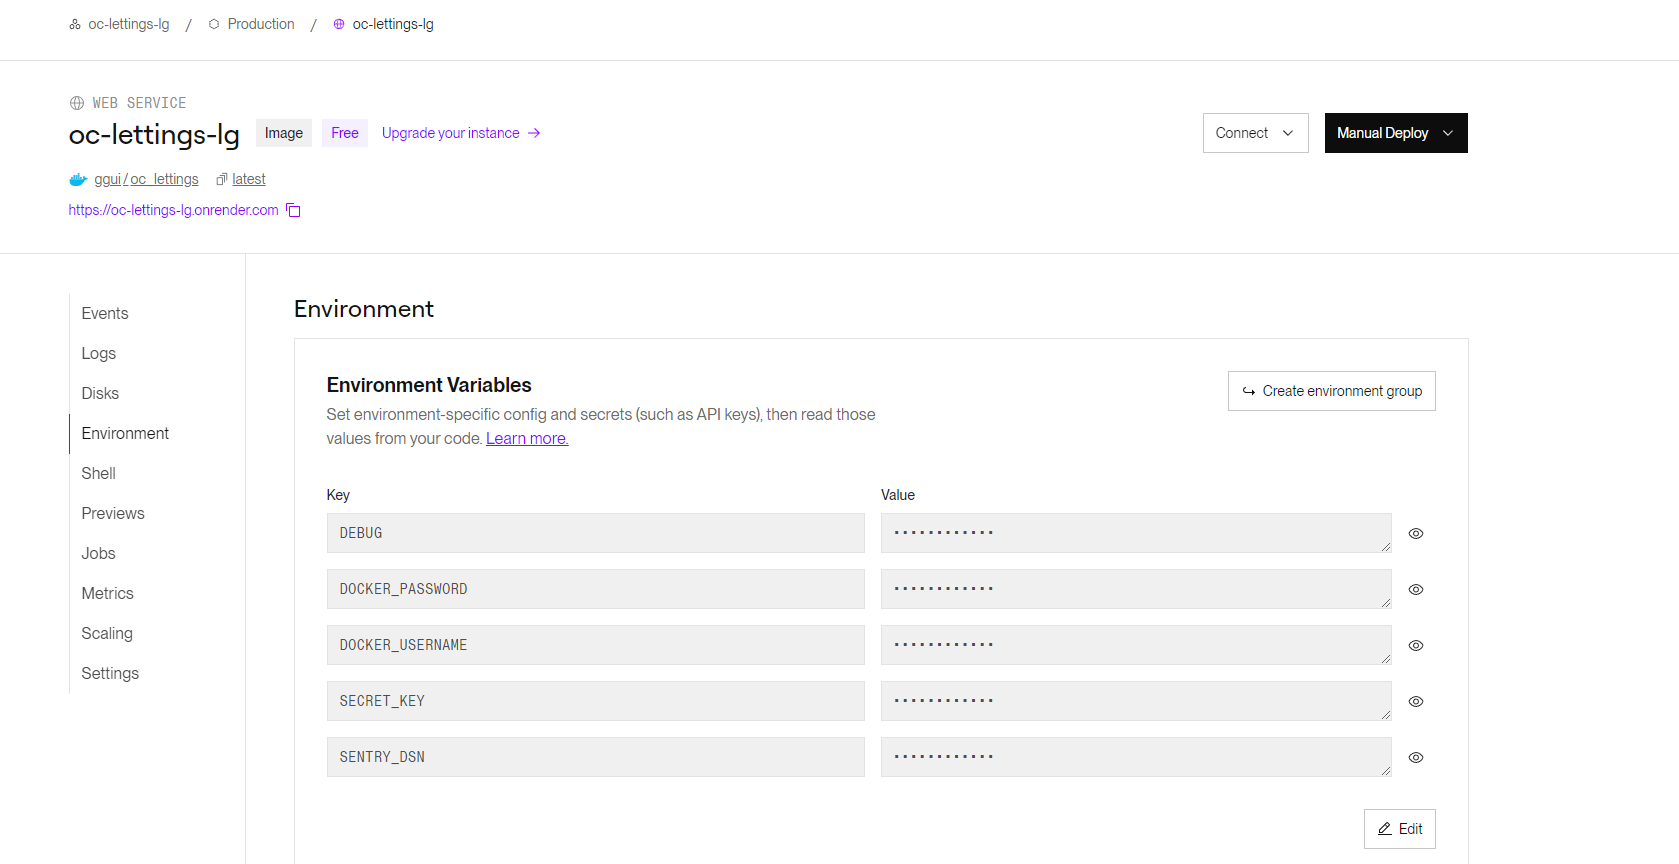 oc-lettings-lg / Production / oc-lettings-lg
WEB SERVICE
oc-lettings-lg Image Free Upgrade your instance →
Connect Manual Deploy
ggui / oc_lettings latest
https://oc-lettings-lg.onrender.com
Events
Logs
Disks
Environment
Shell
Previews
Jobs
Metrics
Scaling
Settings
Environment
Environment Variables
Create environment group
Set environment-specific config and secrets (such as API keys), then read those
values from your code. Learn more.
Key Value
DEBUG ············
DOCKER_PASSWORD ············
DOCKER_USERNAME ············
SECRET_KEY ············
SENTRY_DSN ············
Edit